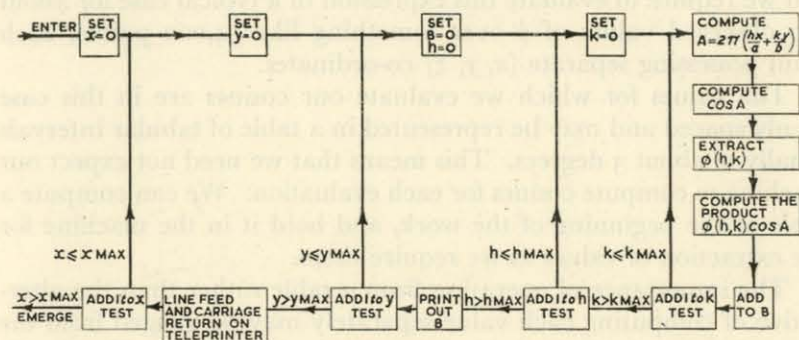 ENTER
SET
x=0
SET
y=0
SET
B=0
h=0
SET
k=0
COMPUTE
A=2π(hx/a + ky/b)
COMPUTE
COS A
EXTRACT
φ(h,k)
COMPUTE THE
PRODUCT
φ(h,k) cos A
x≤x MAX
y≤y MAX
h≤h MAX
k≤k MAX
x>x MAX
EMERGE
ADD 1 to x
TEST
LINE FEED
AND CARRIAGE
RETURN ON
TELEPRINTER
y>y MAX
ADD 1 to y
TEST
PRINT
OUT
B
h>h MAX
ADD 1 to h
TEST
k>k MAX
ADD 1 to k
TEST
ADD
TO B